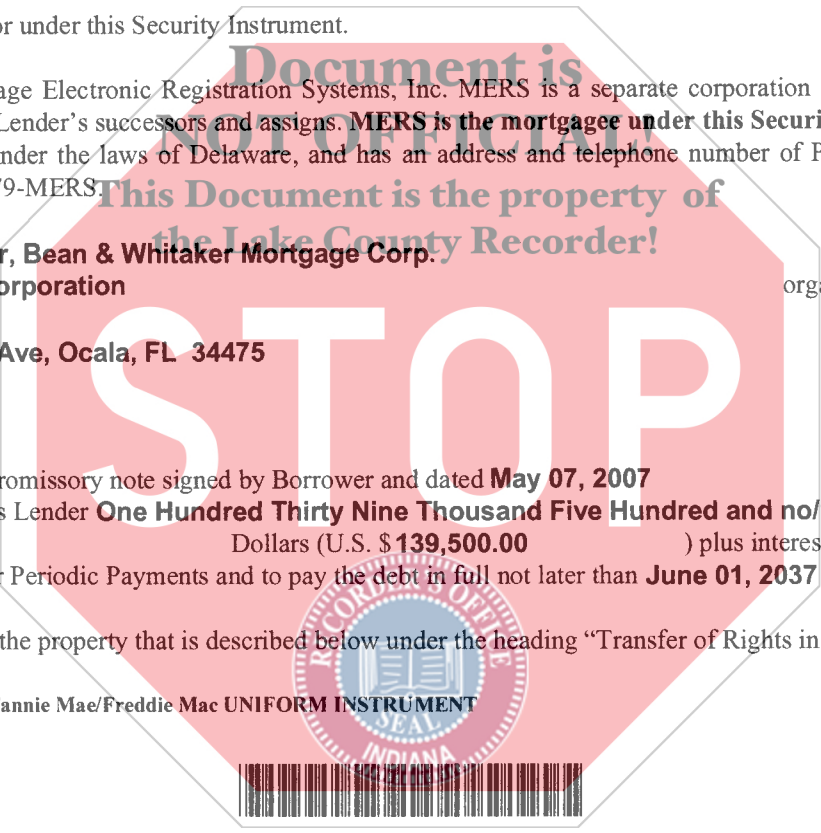 or under this Security Instrument.
Document is
age Electronic Registration Systems, Inc. MERS is a separate corporation
Lender’s successors and assigns. MERS is the mortgagee under this Securi
NOT OFFICIAL!
nder the laws of Delaware, and has an address and telephone number of P
79-MERS.
This Document is the property of
the Lake County Recorder!
r, Bean & Whitaker Mortgage Corp.
orporation
orga
STOP
Ave, Ocala, FL 34475
romissory note signed by Borrower and dated May 07, 2007
s Lender One Hundred Thirty Nine Thousand Five Hundred and no/
Dollars (U.S. $ 139,500.00 ) plus interes
r Periodic Payments and to pay the debt in full not later than June 01, 2037
RECORDER'S OFFICE
the property that is described below under the heading “Transfer of Rights in
annie Mae/Freddie Mac UNIFORM INSTRUMENT
SEAL
INDIANA